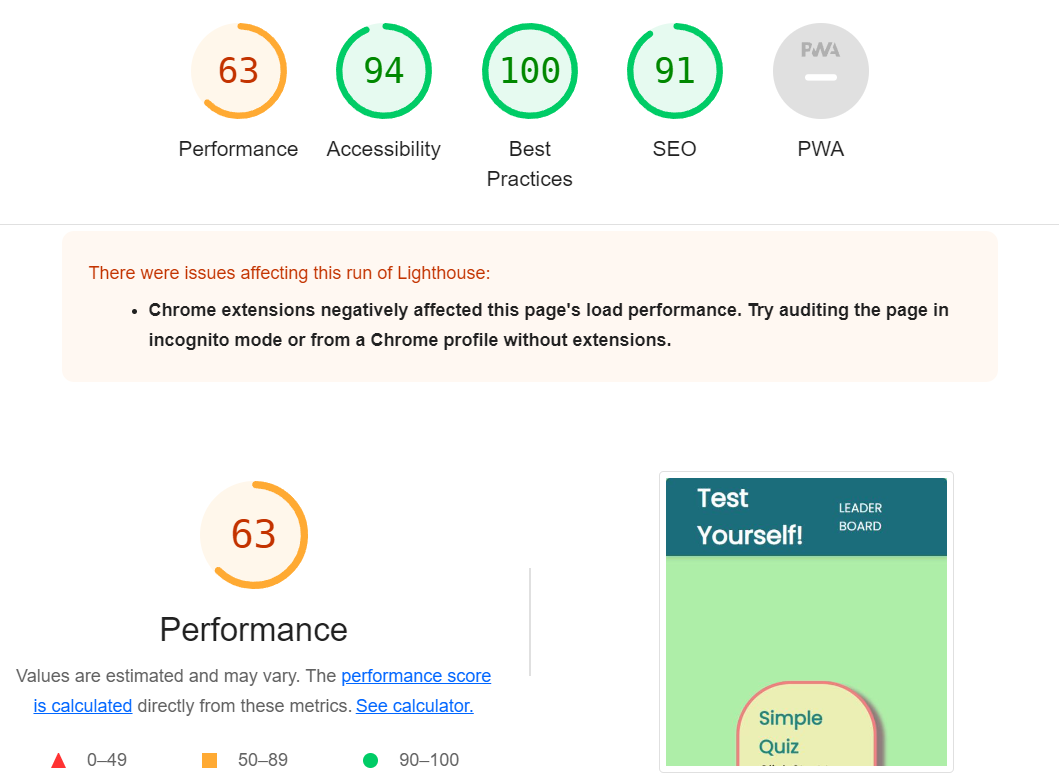 63
94
100
91
PWA
Performance
Accessibility
Best
Practices
SEO
PWA
There were issues affecting this run of Lighthouse:
• Chrome extensions negatively affected this page's load performance. Try auditing the page in
incognito mode or from a Chrome profile without extensions.
63
Performance
Values are estimated and may vary. The performance score
is calculated directly from these metrics. See calculator.
0–49
50–89
90–100
Test
Yourself!
LEADER
BOARD
Simple
Quiz